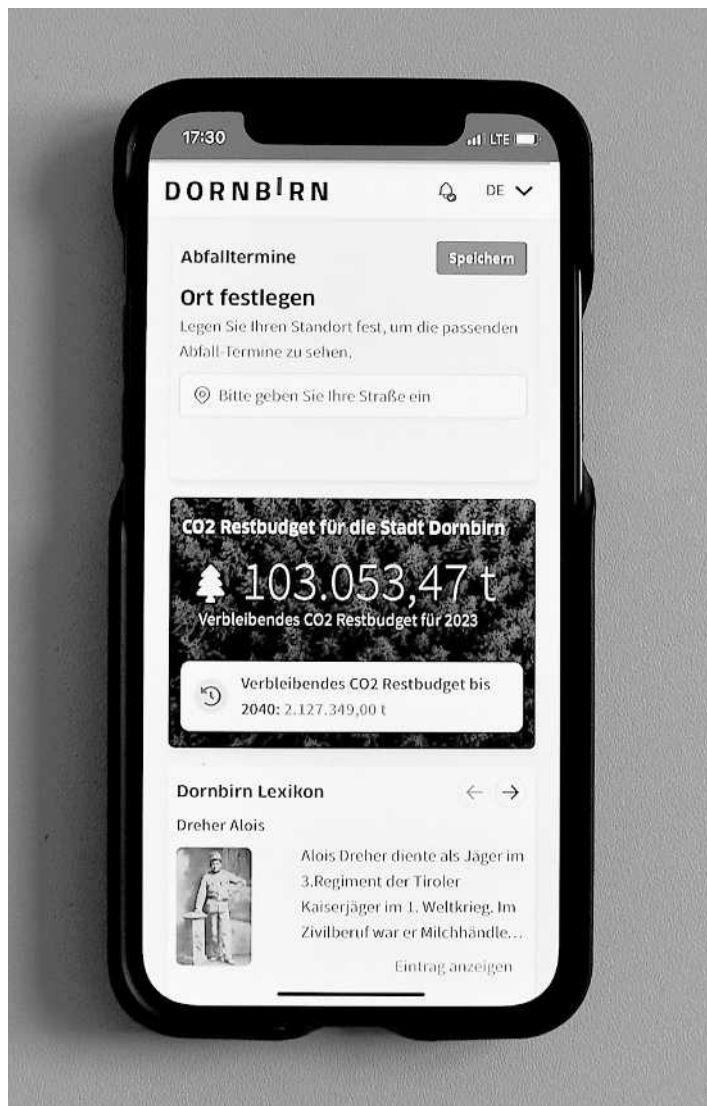 17:30 LTE
DORNBIRN DE
Abfalltermine Speichern
Ort festlegen
Legen Sie Ihren Standort fest, um die passenden
Abfall-Termine zu sehen.
Bitte geben Sie Ihre Straße ein
CO2 Restbudget für die Stadt Dornbirn
103.053,47 t
Verbleibendes CO2 Restbudget für 2023
Verbleibendes CO2 Restbudget bis
2040: 2.127.349,00 t
Dornbirn Lexikon
Dreher Alois
Alois Dreher diente als Jäger im
3.Regiment der Tiroler
Kaiserjäger im 1. Weltkrieg. Im
Zivilberuf war er Milchhändle...
Eintrag anzeigen